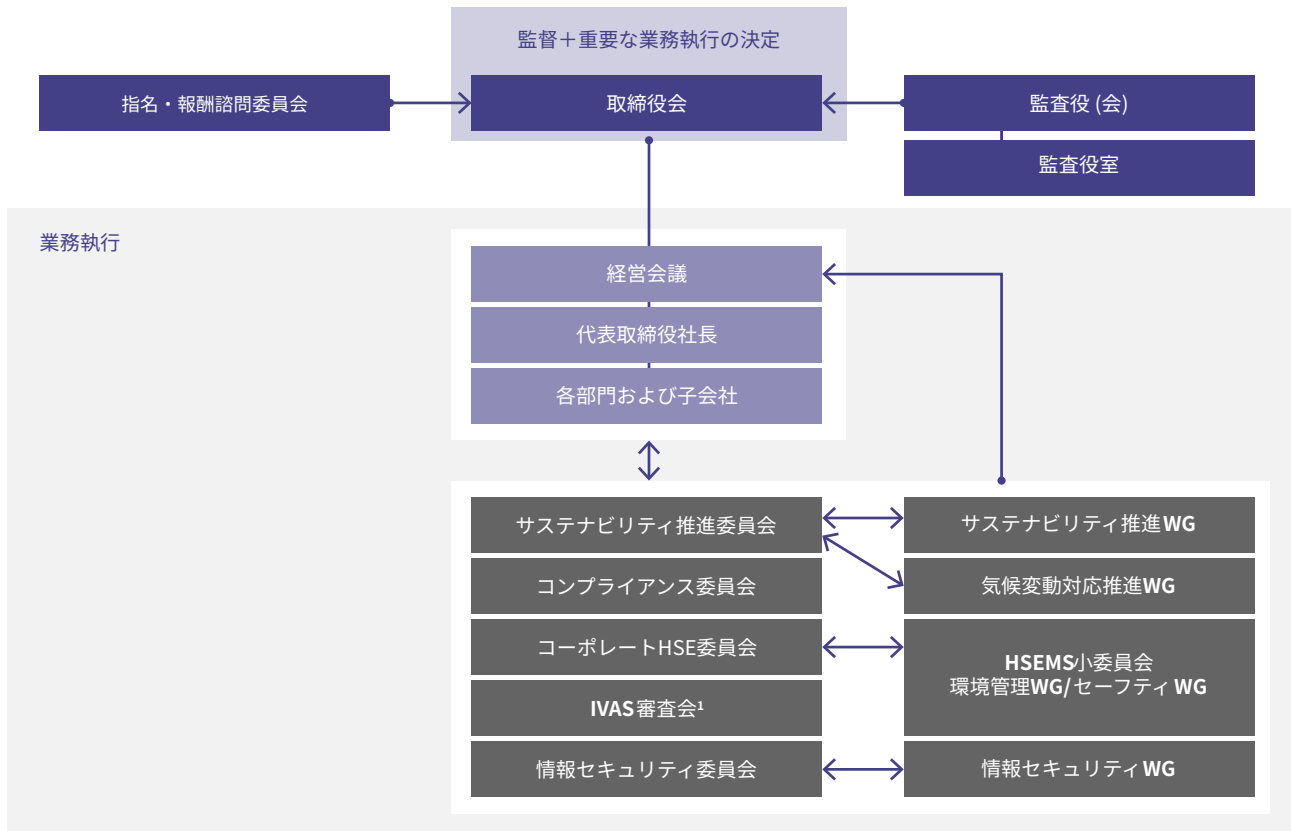 監督＋重要な業務執行の決定
指名・報酬諮問委員会
取締役会
監査役 (会)
監査役室
業務執行
経営会議
代表取締役社長
各部門および子会社
サステナビリティ推進委員会
サステナビリティ推進WG
コンプライアンス委員会
気候変動対応推進WG
コーポレートHSE委員会
HSEMS小委員会
環境管理WG/セーフティWG
IVAS審査会¹
情報セキュリティ委員会
情報セキュリティWG